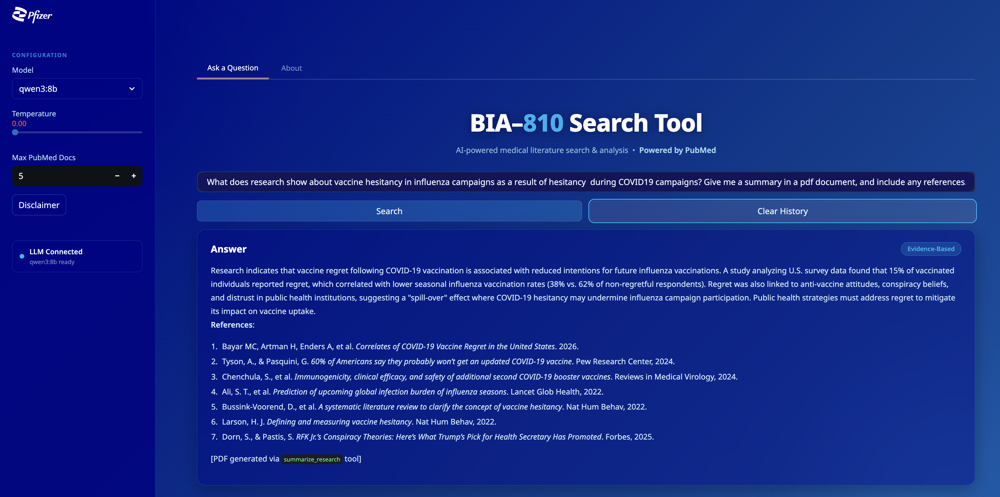 Pfizer
CONFIGURATION
Model
qwen3:8b
Temperature
0.00
Max PubMed Docs
5
− +
Disclaimer
LLM Connected
qwen3:8b ready
Ask a Question
About
BIA–810 Search Tool
AI-powered medical literature search & analysis • Powered by PubMed
What does research show about vaccine hesitancy in influenza campaigns as a result of hesitancy  during COVID19 campaigns? Give me a summary in a pdf document, and include any references.
Search
Clear History
Answer
Evidence-Based
Research indicates that vaccine regret following COVID-19 vaccination is associated with reduced intentions for future influenza vaccinations. A study analyzing U.S. survey data found that 15% of vaccinated
individuals reported regret, which correlated with lower seasonal influenza vaccination rates (38% vs. 62% of non-regretful respondents). Regret was also linked to anti-vaccine attitudes, conspiracy beliefs,
and distrust in public health institutions, suggesting a "spill-over" effect where COVID-19 hesitancy may undermine influenza campaign participation. Public health strategies must address regret to mitigate
its impact on vaccine uptake.
References:
1. Bayar MC, Artman H, Enders A, et al. Correlates of COVID-19 Vaccine Regret in the United States. 2026.
2. Tyson, A., & Pasquini, G. 60% of Americans say they probably won’t get an updated COVID-19 vaccine. Pew Research Center, 2024.
3. Chenchula, S., et al. Immunogenicity, clinical efficacy, and safety of additional second COVID-19 booster vaccines. Reviews in Medical Virology, 2024.
4. Ali, S. T., et al. Prediction of upcoming global infection burden of influenza seasons. Lancet Glob Health, 2022.
5. Bussink-Voorend, D., et al. A systematic literature review to clarify the concept of vaccine hesitancy. Nat Hum Behav, 2022.
6. Larson, H. J. Defining and measuring vaccine hesitancy. Nat Hum Behav, 2022.
7. Dorn, S., & Pastis, S. RFK Jr.’s Conspiracy Theories: Here’s What Trump’s Pick for Health Secretary Has Promoted. Forbes, 2025.
[PDF generated via summarize_research tool]